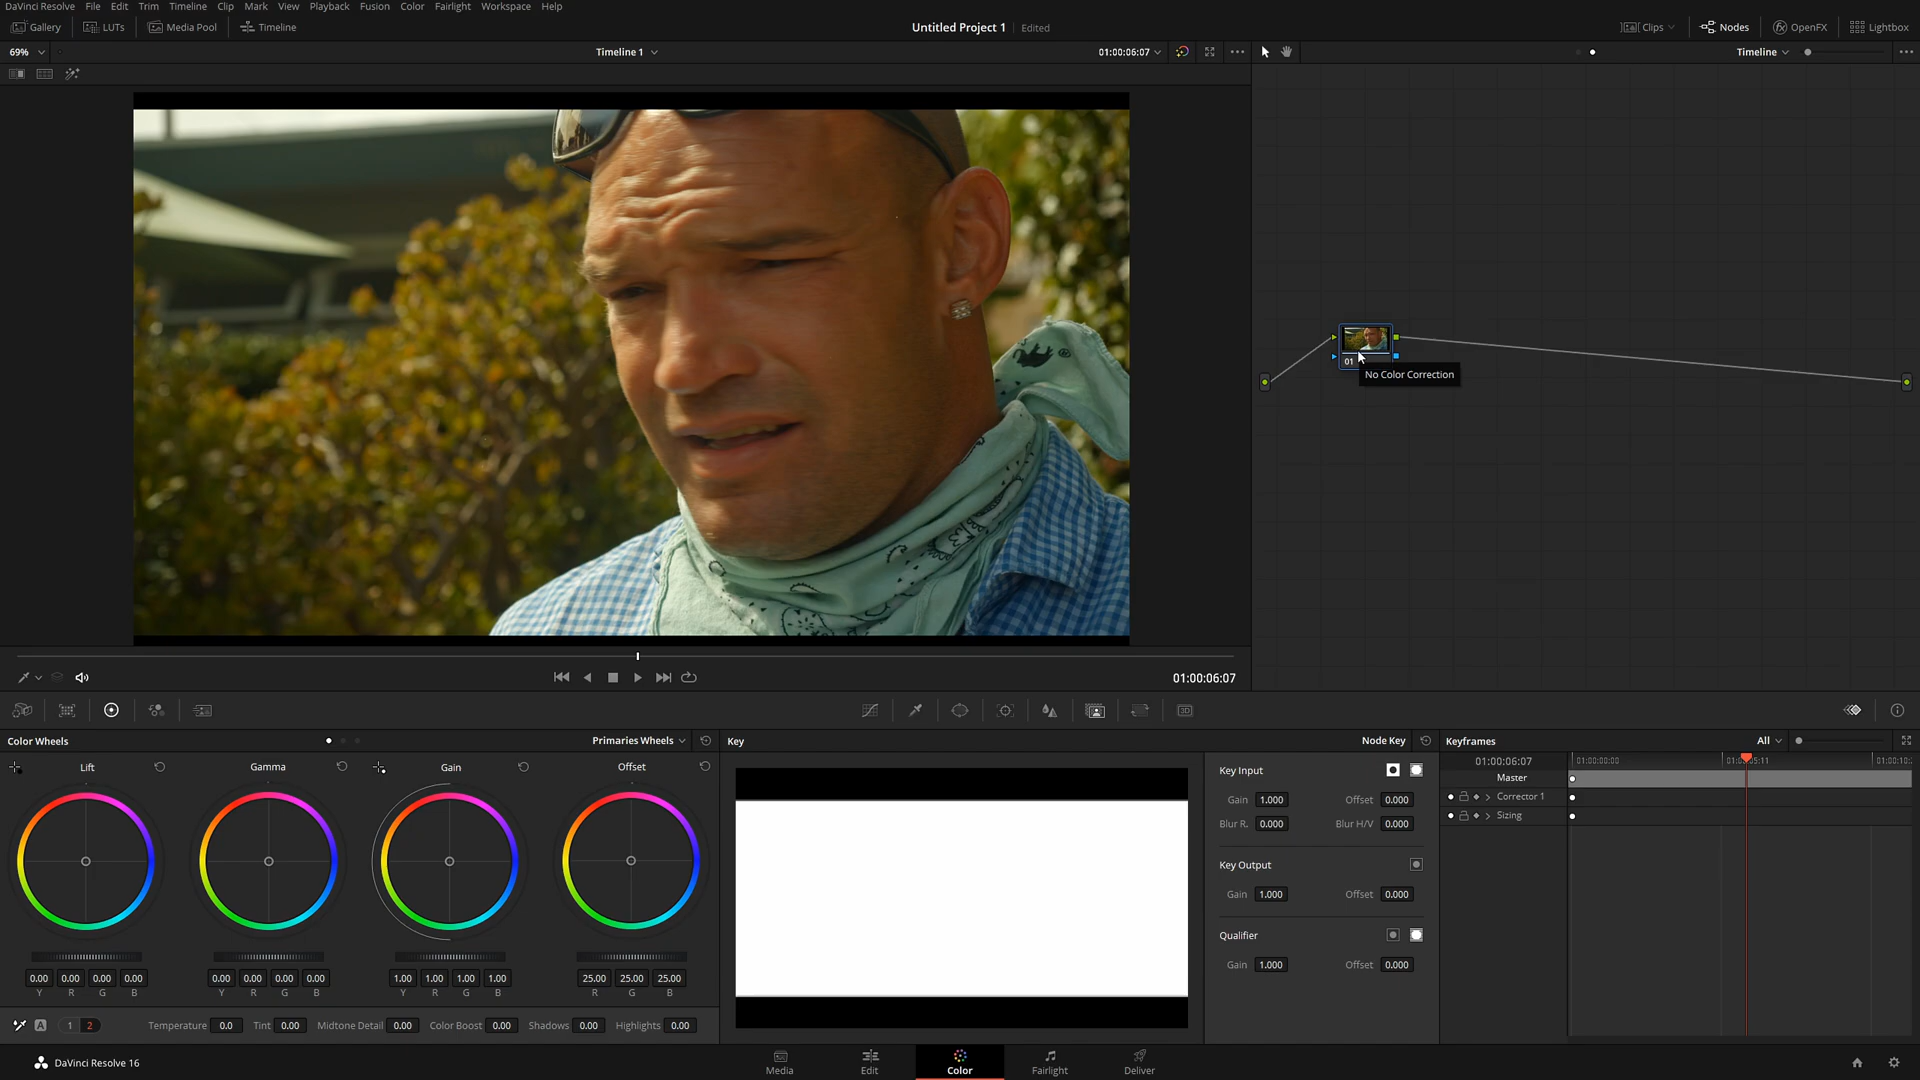 DaVinci Resolve File Edit Trim Timeline Clip Mark View Playback Fusion Color Fairlight Workspace Help
Gallery LUTs Media Pool Timeline Untitled Project 1 Edited Clips Nodes OpenFX Lightbox
69% Timeline 1 01:00:06:07 Timeline
01
No Color Correction
01:00:06:07
Color Wheels Primaries Wheels Key Node Key Keyframes All
Lift Gamma Gain Offset
Key Input
Gain 1.000 Offset 0.000
Blur R. 0.000 Blur H/V 0.000
Key Output
Gain 1.000 Offset 0.000
Qualifier
Gain 1.000 Offset 0.000
01:00:06:07 01:00:00:00
Master
Corrector 1
Sizing
0.00 0.00 0.00 0.00 0.00 0.00 0.00 0.00 1.00 1.00 1.00 1.00 25.00 25.00 25.00
Y R G B Y R G B Y R G B R G B
A 1 2 Temperature 0.0 Tint 0.00 Midtone Detail 0.00 Color Boost 0.00 Shadows 0.00 Highlights 0.00
DaVinci Resolve 16 Media Edit Color Fairlight Deliver